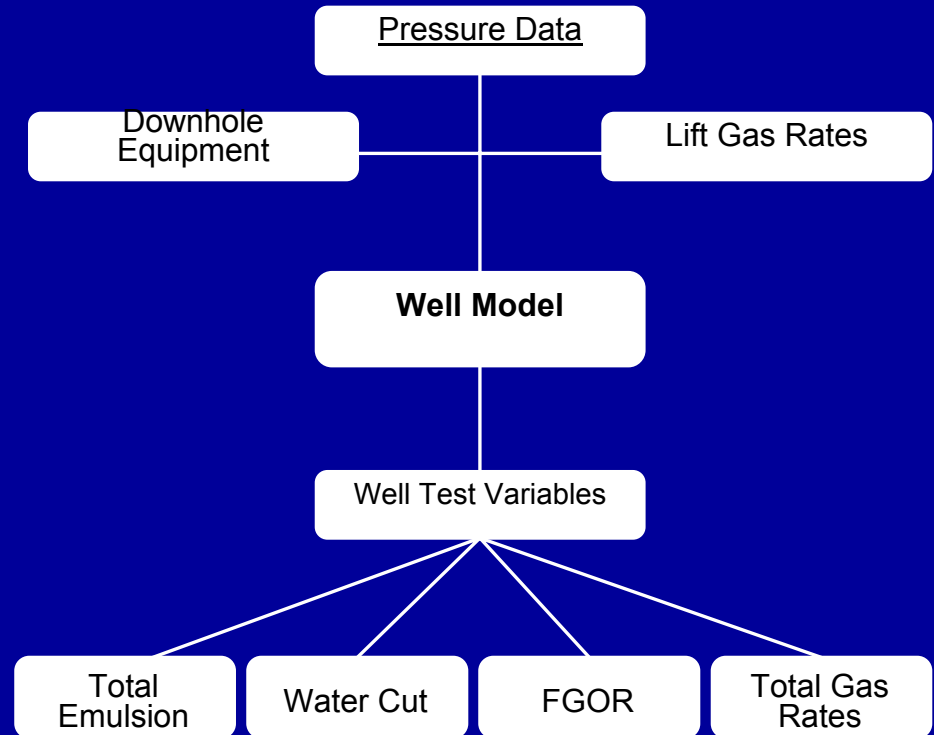 Pressure Data
Downhole
Equipment
Lift Gas Rates
Well Model
Well Test Variables
Total
Emulsion
Water Cut
FGOR
Total Gas
Rates